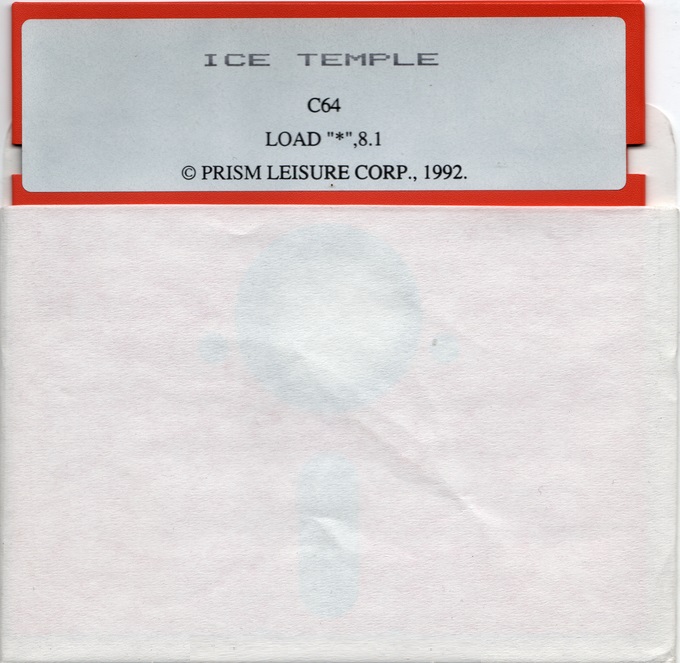 ICE TEMPLE
C64
LOAD "*",8.1
© PRISM LEISURE CORP., 1992.